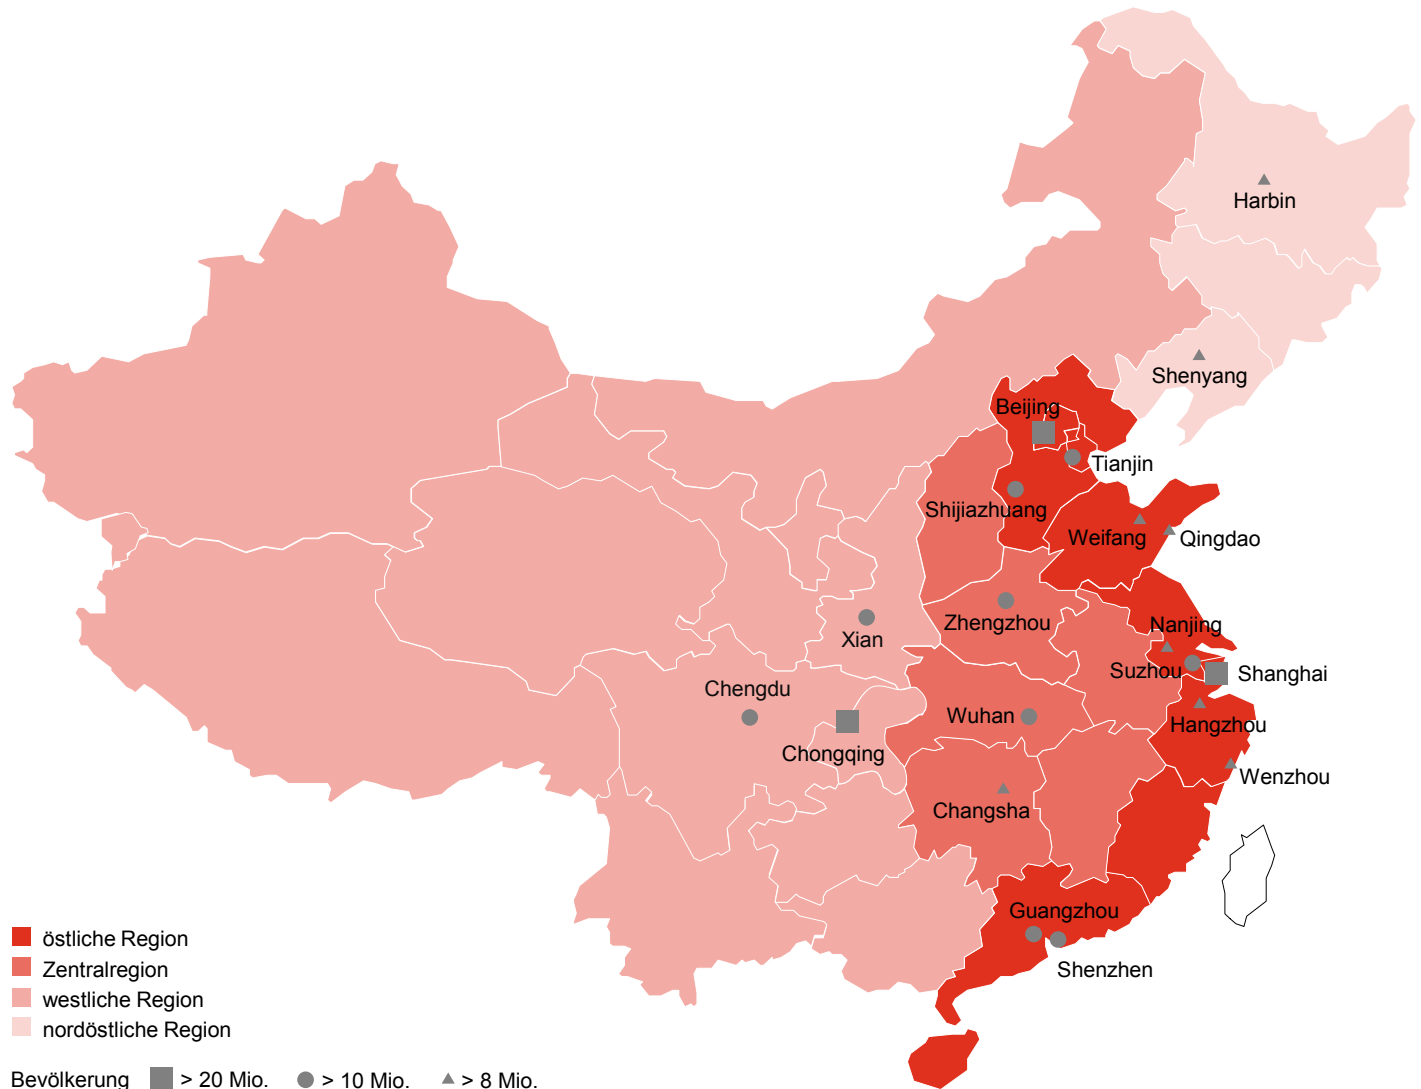 Harbin
Shenyang
Beijing
Tianjin
Shijiazhuang
Weifang
Qingdao
Zhengzhou
Nanjing
Xian
Suzhou
Shanghai
Chengdu
Wuhan
Hangzhou
Chongqing
Wenzhou
Changsha
Guangzhou
Shenzhen
östliche Region
Zentralregion
westliche Region
nordöstliche Region
Bevölkerung > 20 Mio. > 10 Mio. > 8 Mio.